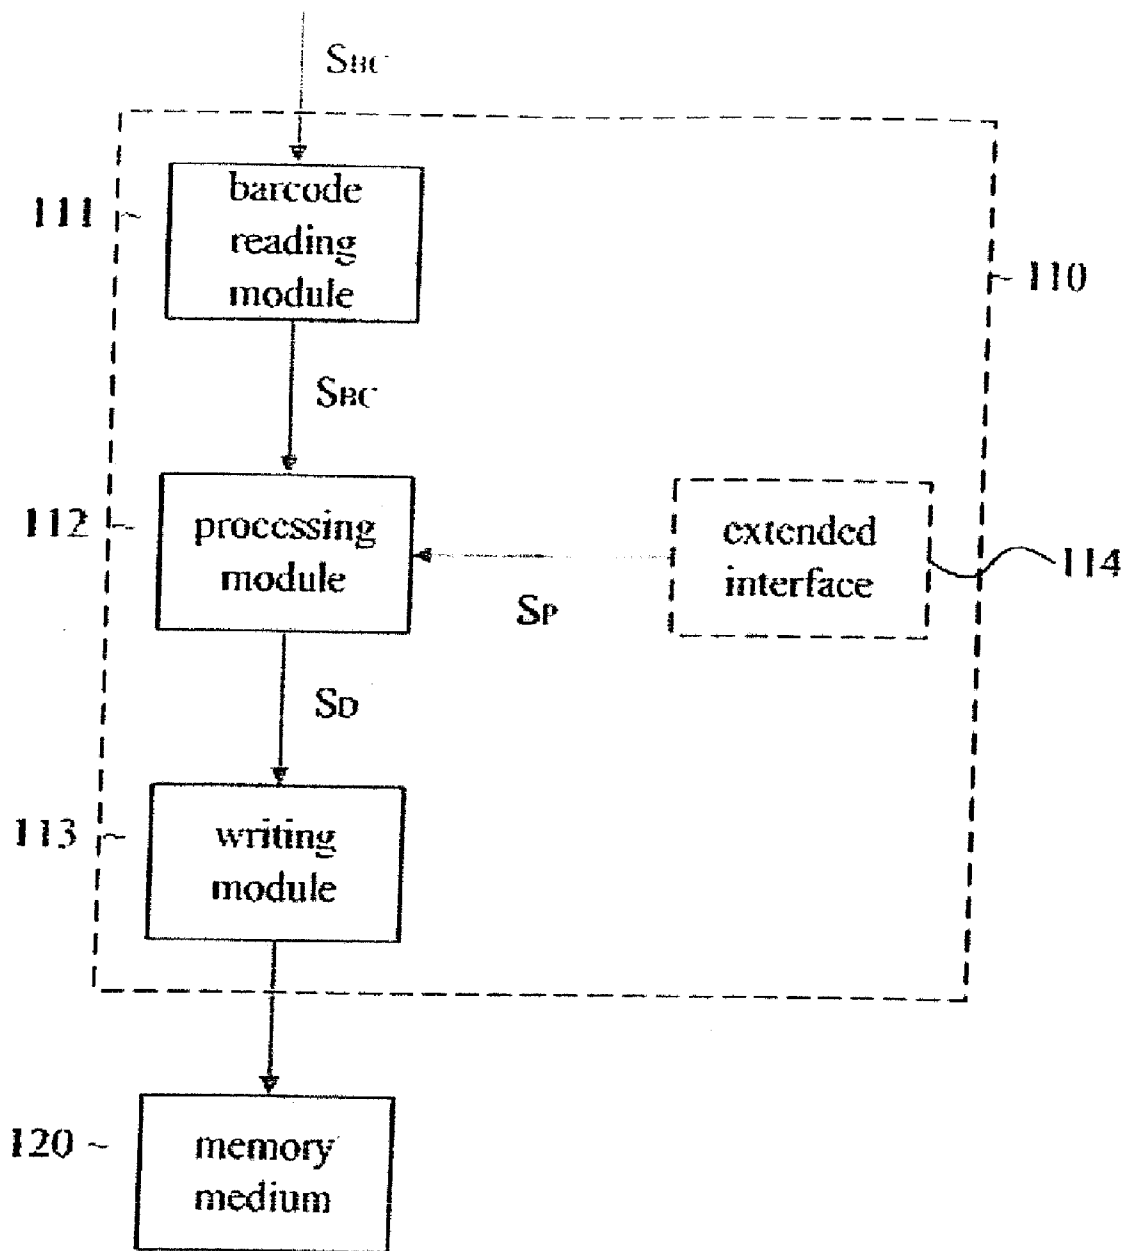 SBC
barcode
reading
module
111
110
SBC
processing
module
112
extended
interface
114
SP
SD
writing
module
113
memory
medium
120